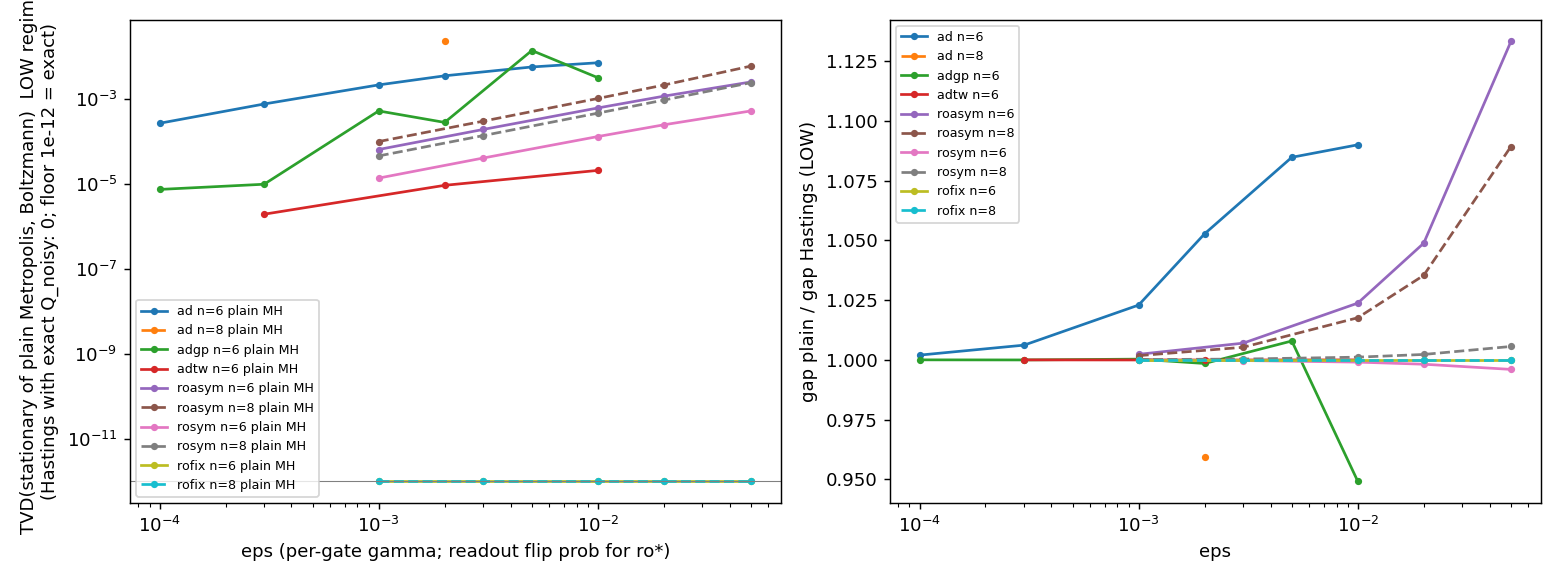 TVD(stationary of plain Metropolis, Boltzmann)  LOW regim
(Hastings with exact Q_noisy: 0; floor 1e-12 = exact)
10^-3
10^-5
10^-7
10^-9
10^-11
ad n=6 plain MH
ad n=8 plain MH
adgp n=6 plain MH
adtw n=6 plain MH
roasym n=6 plain MH
roasym n=8 plain MH
rosym n=6 plain MH
rosym n=8 plain MH
rofix n=6 plain MH
rofix n=8 plain MH
10^-4 10^-3 10^-2
eps (per-gate gamma; readout flip prob for ro*)
gap plain / gap Hastings (LOW)
1.125
1.100
1.075
1.050
1.025
1.000
0.975
0.950
ad n=6
ad n=8
adgp n=6
adtw n=6
roasym n=6
roasym n=8
rosym n=6
rosym n=8
rofix n=6
rofix n=8
10^-4 10^-3 10^-2
eps